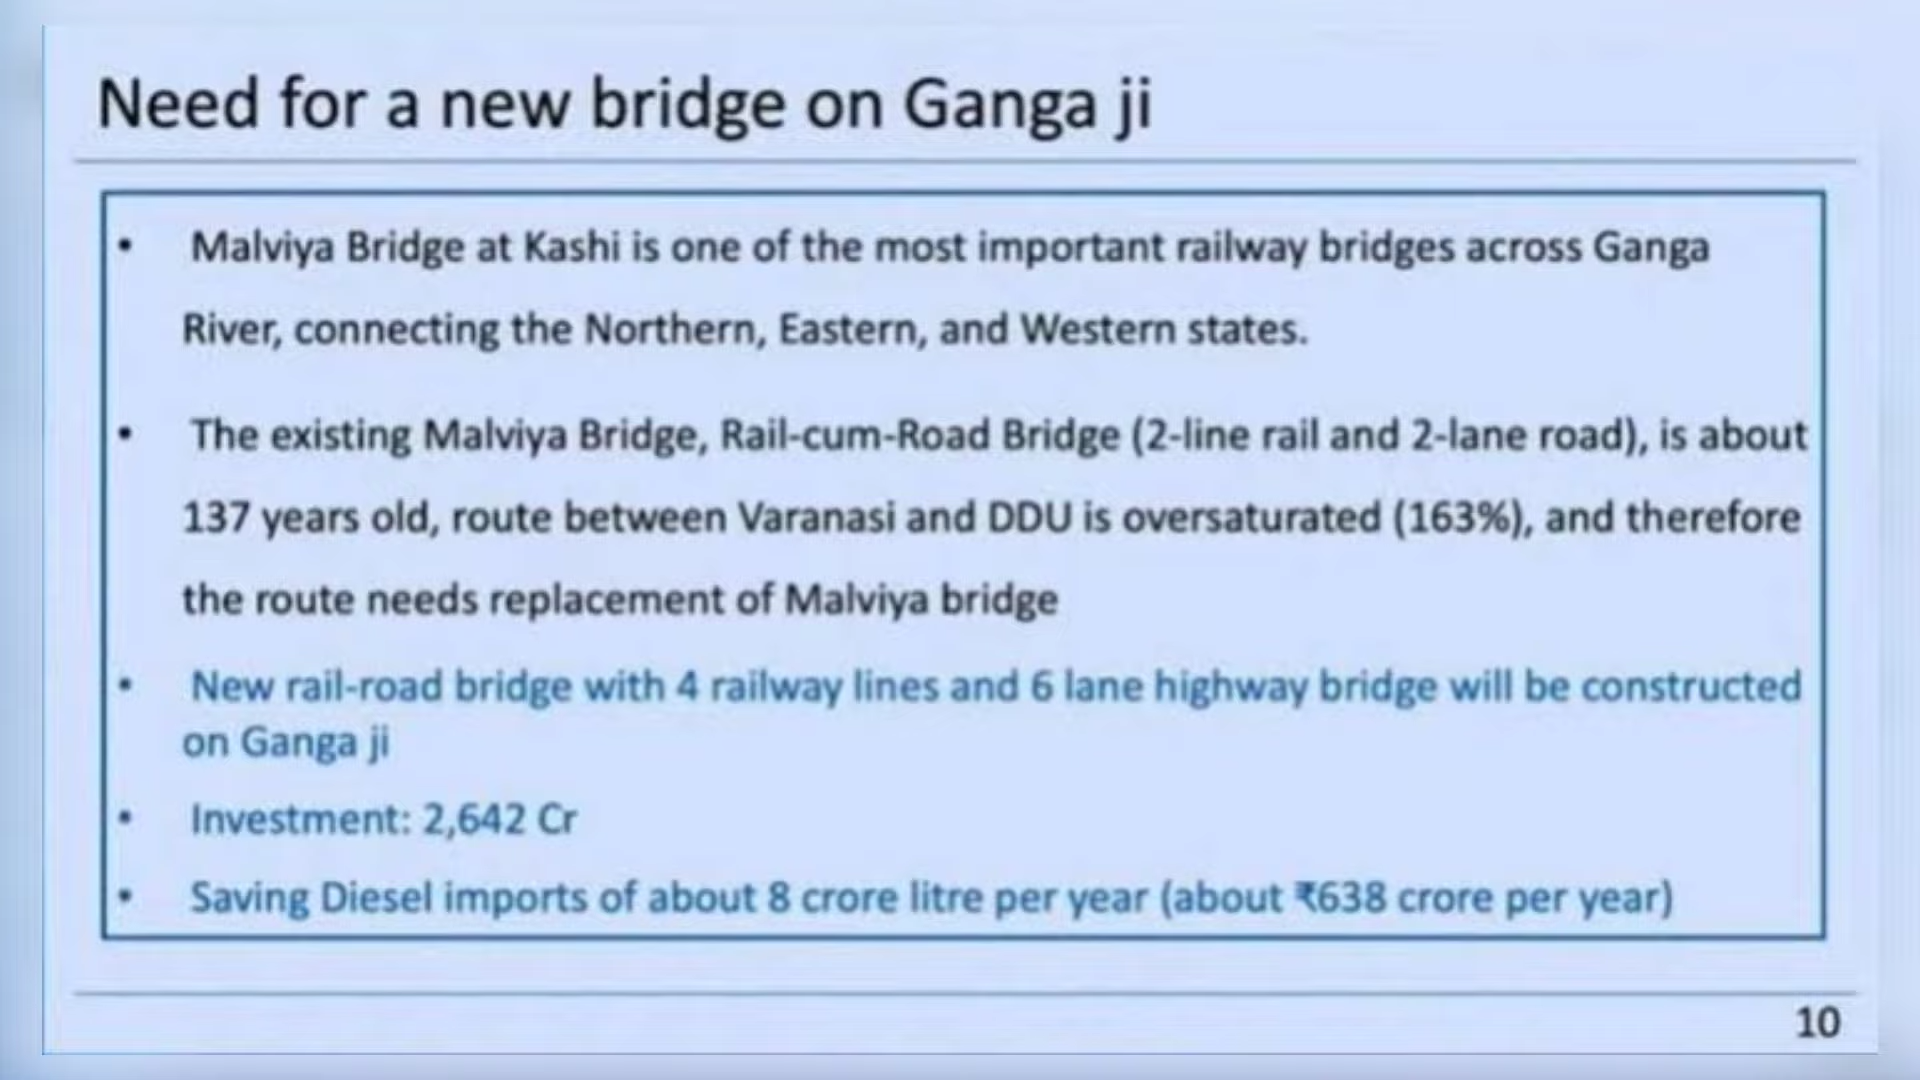 Need for a new bridge on Ganga ji
• Malviya Bridge at Kashi is one of the most important railway bridges across Ganga
River, connecting the Northern, Eastern, and Western states.
• The existing Malviya Bridge, Rail-cum-Road Bridge (2-line rail and 2-lane road), is about
137 years old, route between Varanasi and DDU is oversaturated (163%), and therefore
the route needs replacement of Malviya bridge
• New rail-road bridge with 4 railway lines and 6 lane highway bridge will be constructed
on Ganga ji
• Investment: 2,642 Cr
• Saving Diesel imports of about 8 crore litre per year (about ₹638 crore per year)
10